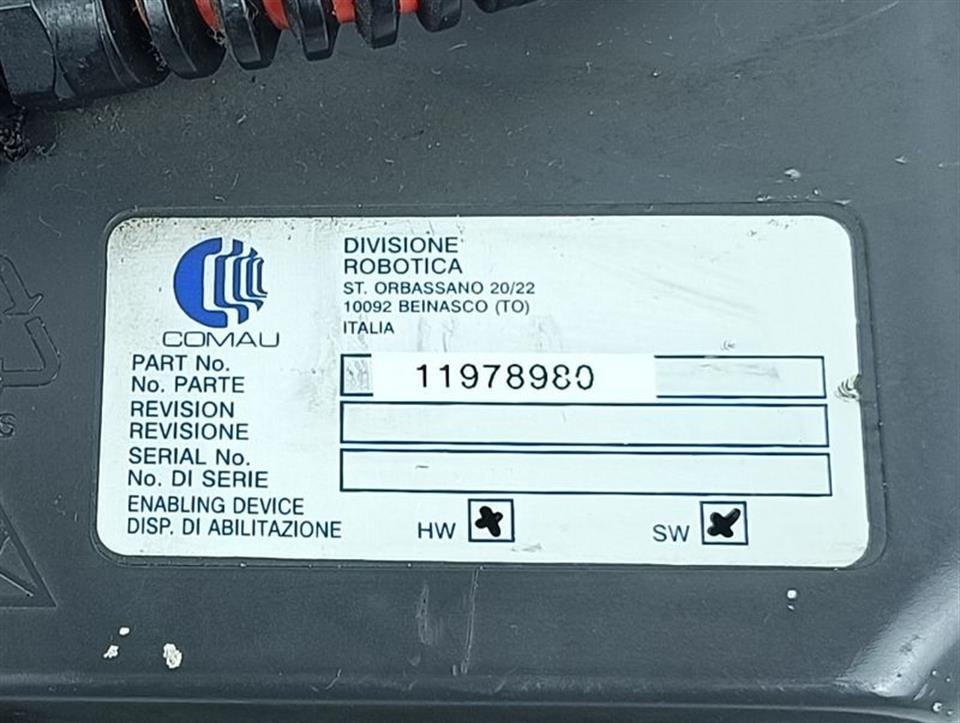 DIVISIONE
ROBOTICA
ST. ORBASSANO 20/22
10092 BEINASCO (TO)
ITALIA
COMAU
PART No.
No. PARTE
11978980
REVISION
REVISIONE
SERIAL No.
No. DI SERIE
ENABLING DEVICE
DISP. DI ABILITAZIONE
HW
SW